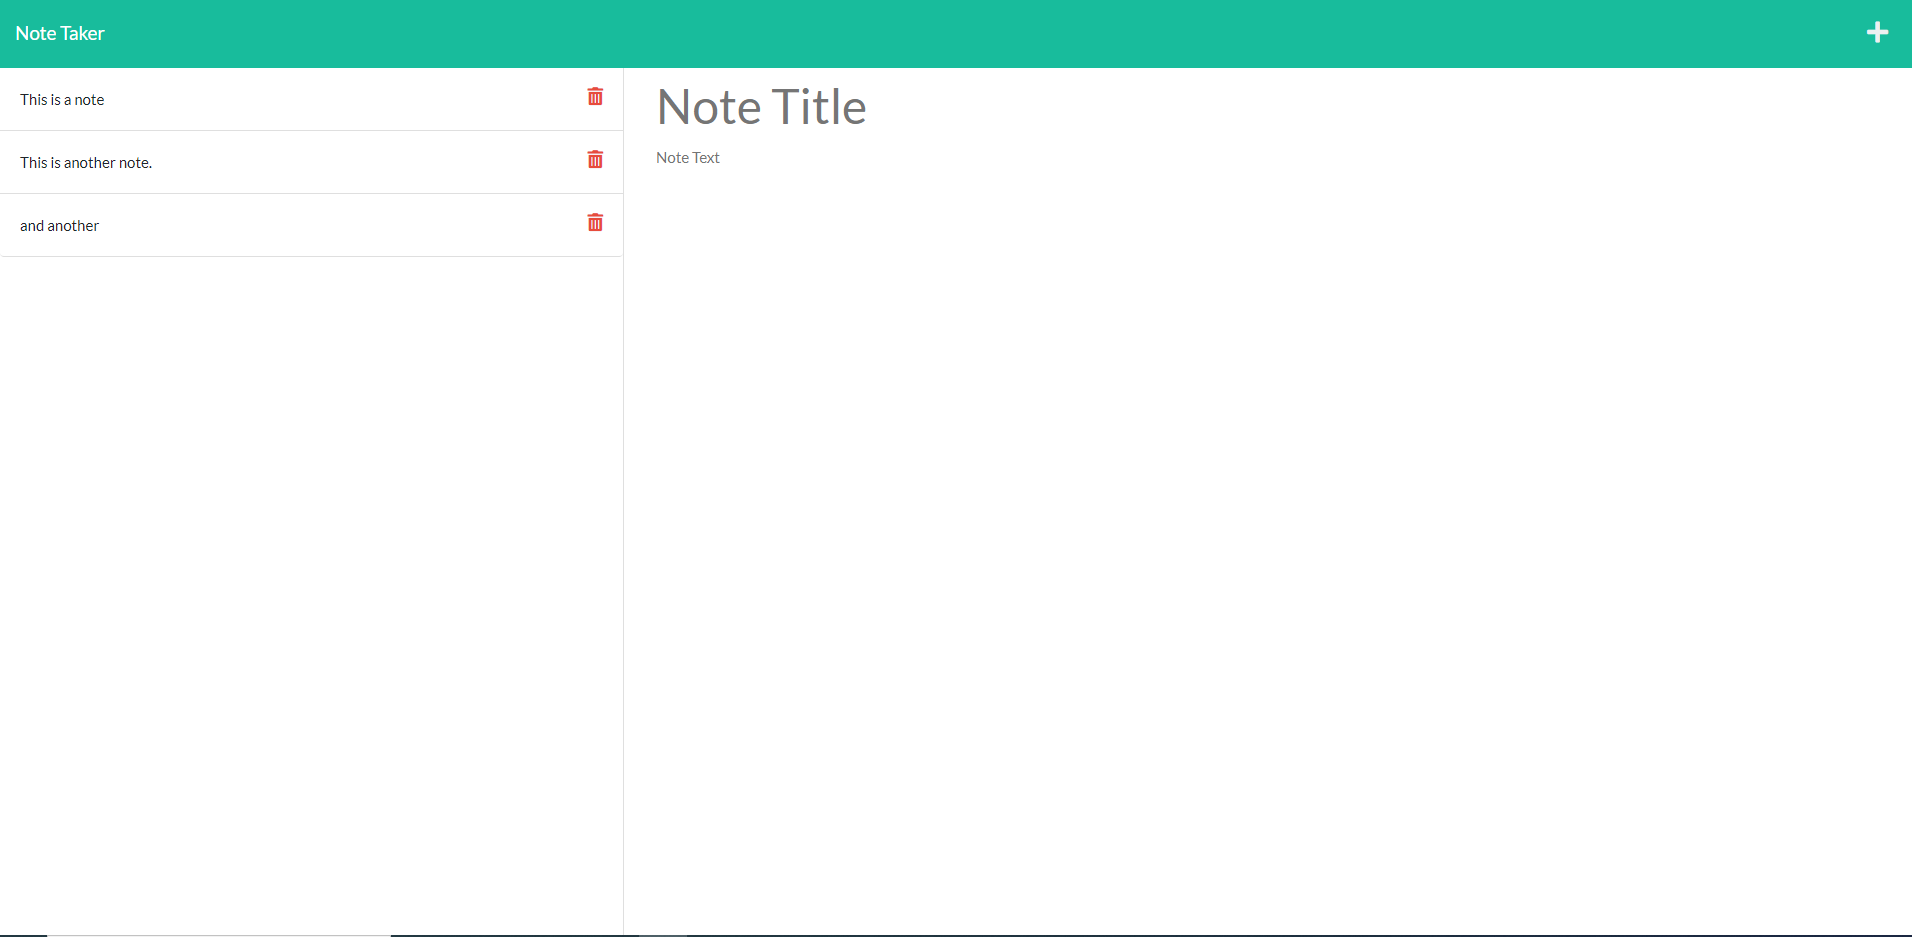 Note Taker
This is a note
This is another note.
and another
Note Title
Note Text